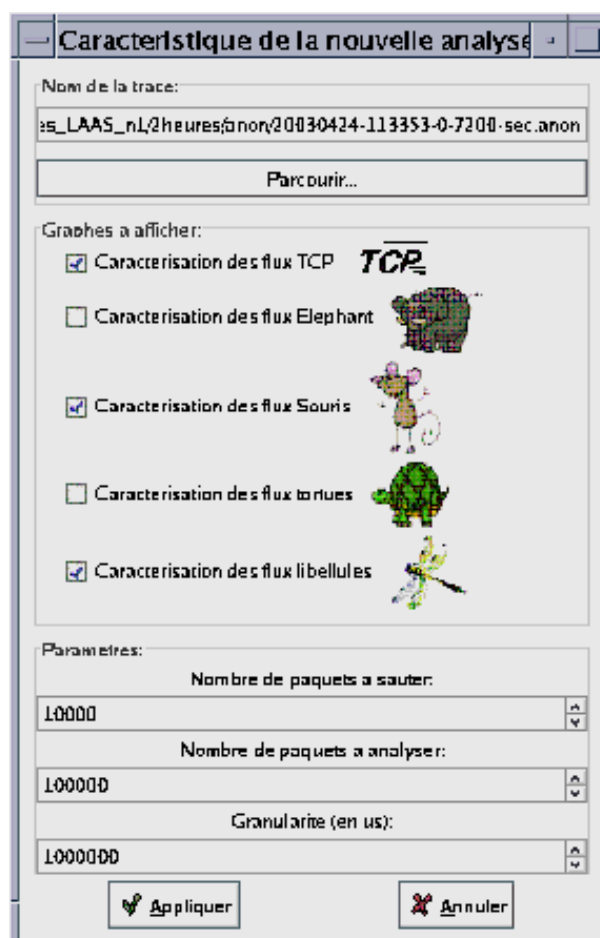 Caracteristique de la nouvelle analyse
Nom de la trace:
es_LAAS_n1/2heures/anon/20030424-113353-0-7200-sec.anon
Parcourir...
Graphes a afficher:
Caracterisation des flux TCP
TCP
Caracterisation des flux Elephant
Caracterisation des flux Souris
Caracterisation des flux tortues
Caracterisation des flux libellules
Parametres:
Nombre de paquets a sauter:
10000
Nombre de paquets a analyser:
100000
Granularite (en us):
1000000
Appliquer
Annuler